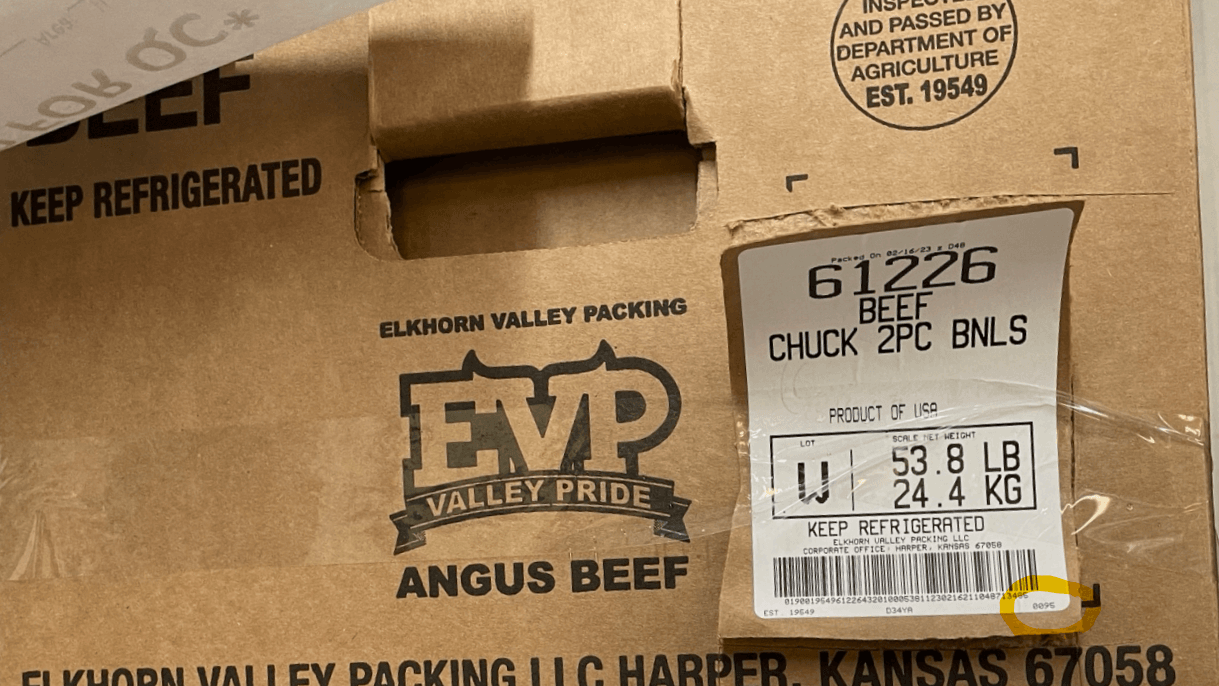 FOR QC*
BEEF
KEEP REFRIGERATED
INSPECTED
AND PASSED BY
DEPARTMENT OF
AGRICULTURE
EST. 19549
ELKHORN VALLEY PACKING
EVP
VALLEY PRIDE
ANGUS BEEF
Packed On 02/16/23
61226
BEEF
CHUCK 2PC BNLS
PRODUCT OF USA
LOT
W
SCALE NET WEIGHT
53.8 LB
24.4 KG
KEEP REFRIGERATED
ELKHORN VALLEY PACKING LLC
CORPORATE OFFICE: HARPER, KANSAS 67058
EST 19549
D34YA
0095
ELKHORN VALLEY PACKING LLC HARPER, KANSAS 67058